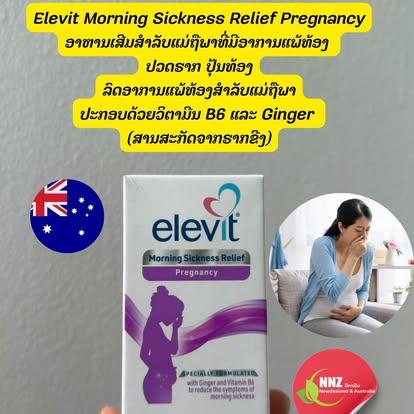 Elevit Morning Sickness Relief Pregnancy
ອາຫານເສີມສຳລັບແມ່ຖືພາທີ່ມີອາການແພ້ທ້ອງ
ປວດຮາກ ປຸ້ນທ້ອງ
ລິດອາການແພ້ທ້ອງສຳລັບແມ່ຖືພາ
ປະກອບດ້ວຍວິຕາມີນ B6 ແລະ Ginger
(ສານສະກັດຈາກຮາກຂີງ)
elevit®
Morning Sickness Relief
Pregnancy
SPECIALLY FORMULATED
with Ginger and Vitamin B6
to reduce the symptoms of
morning sickness
NNZ
NewZealand & Australia